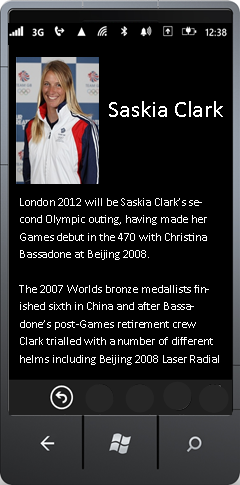 3G 12:38
Saskia Clark
London 2012 will be Saskia Clark's se-
cond Olympic outing, having made her
Games debut in the 470 with Christina
Bassadone at Beijing 2008.
The 2007 Worlds bronze medallists fin-
ished sixth in China and after Bassa-
done's post-Games retirement crew
Clark trialled with a number of different
helms including Beijing 2008 Laser Radial